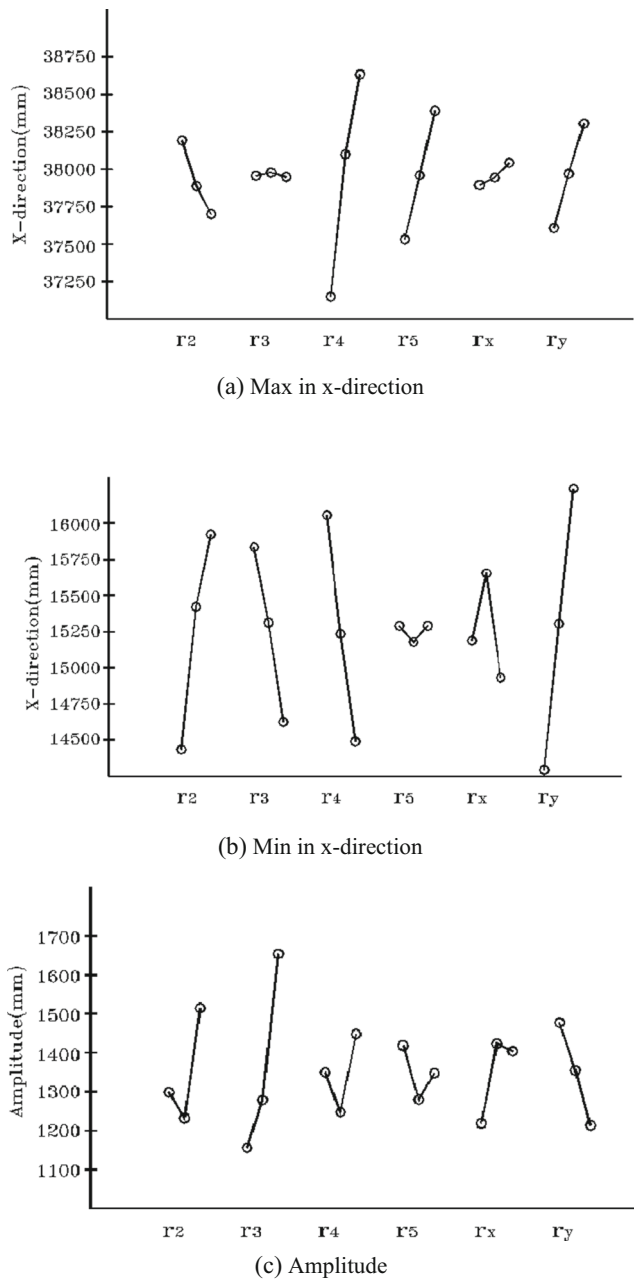 38750
38500
38250
38000
37750
37500
37250
X-direction(mm)
r2 r3 r4 r5 rx ry
(a) Max in x-direction
16000
15750
15500
15250
15000
14750
14500
X-direction(mm)
r2 r3 r4 r5 rx ry
(b) Min in x-direction
1700
1600
1500
1400
1300
1200
1100
Amplitude(mm)
r2 r3 r4 r5 rx ry
(c) Amplitude